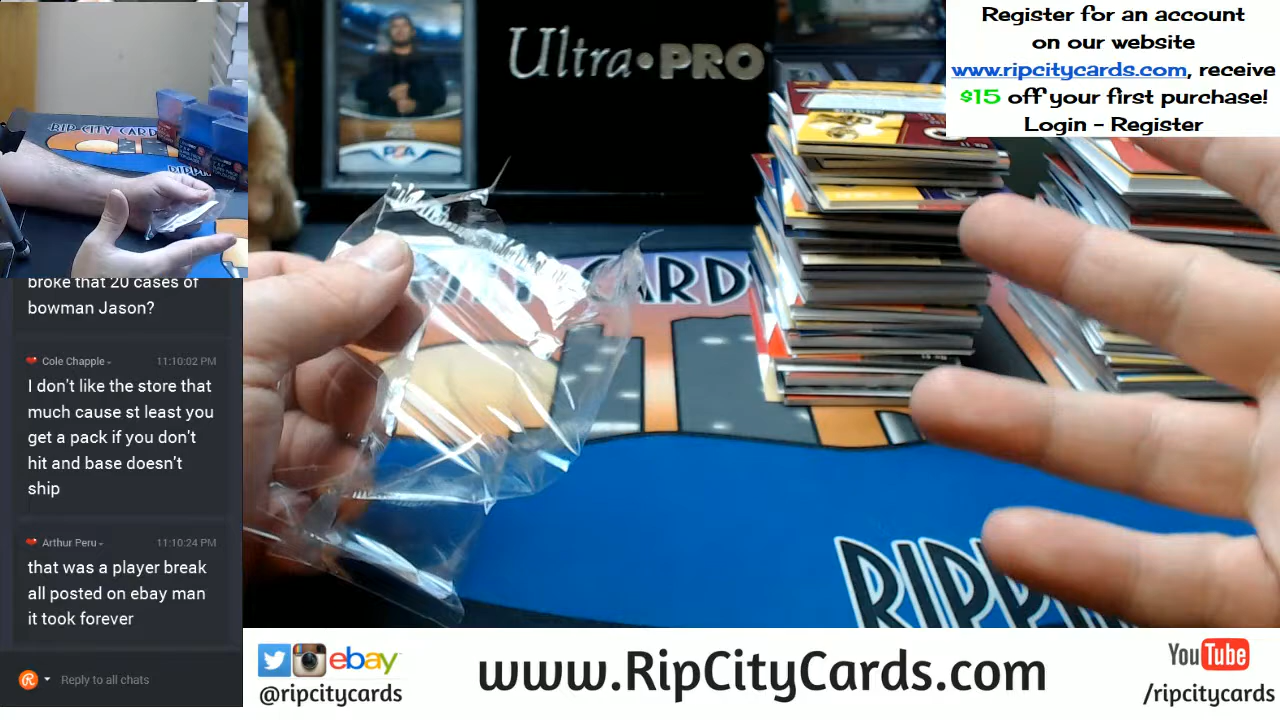 Ultra•PRO
Register for an account
on our website
www.ripcitycards.com, receive
$15 off your first purchase!
Login - Register
RIP CITY CARDS
RIPPIN
PSA
CARDS
broke that 20 cases of
bowman Jason?
Cole Chapple 11:10:02 PM
I don't like the store that
much cause st least you
get a pack if you don't
hit and base doesn't
ship
Arthur Peru 11:10:24 PM
that was a player break
all posted on ebay man
it took forever
Reply to all chats
RIPPIN
ebay
@ripcitycards
www.RipCityCards.com
YouTube
/ripcitycards